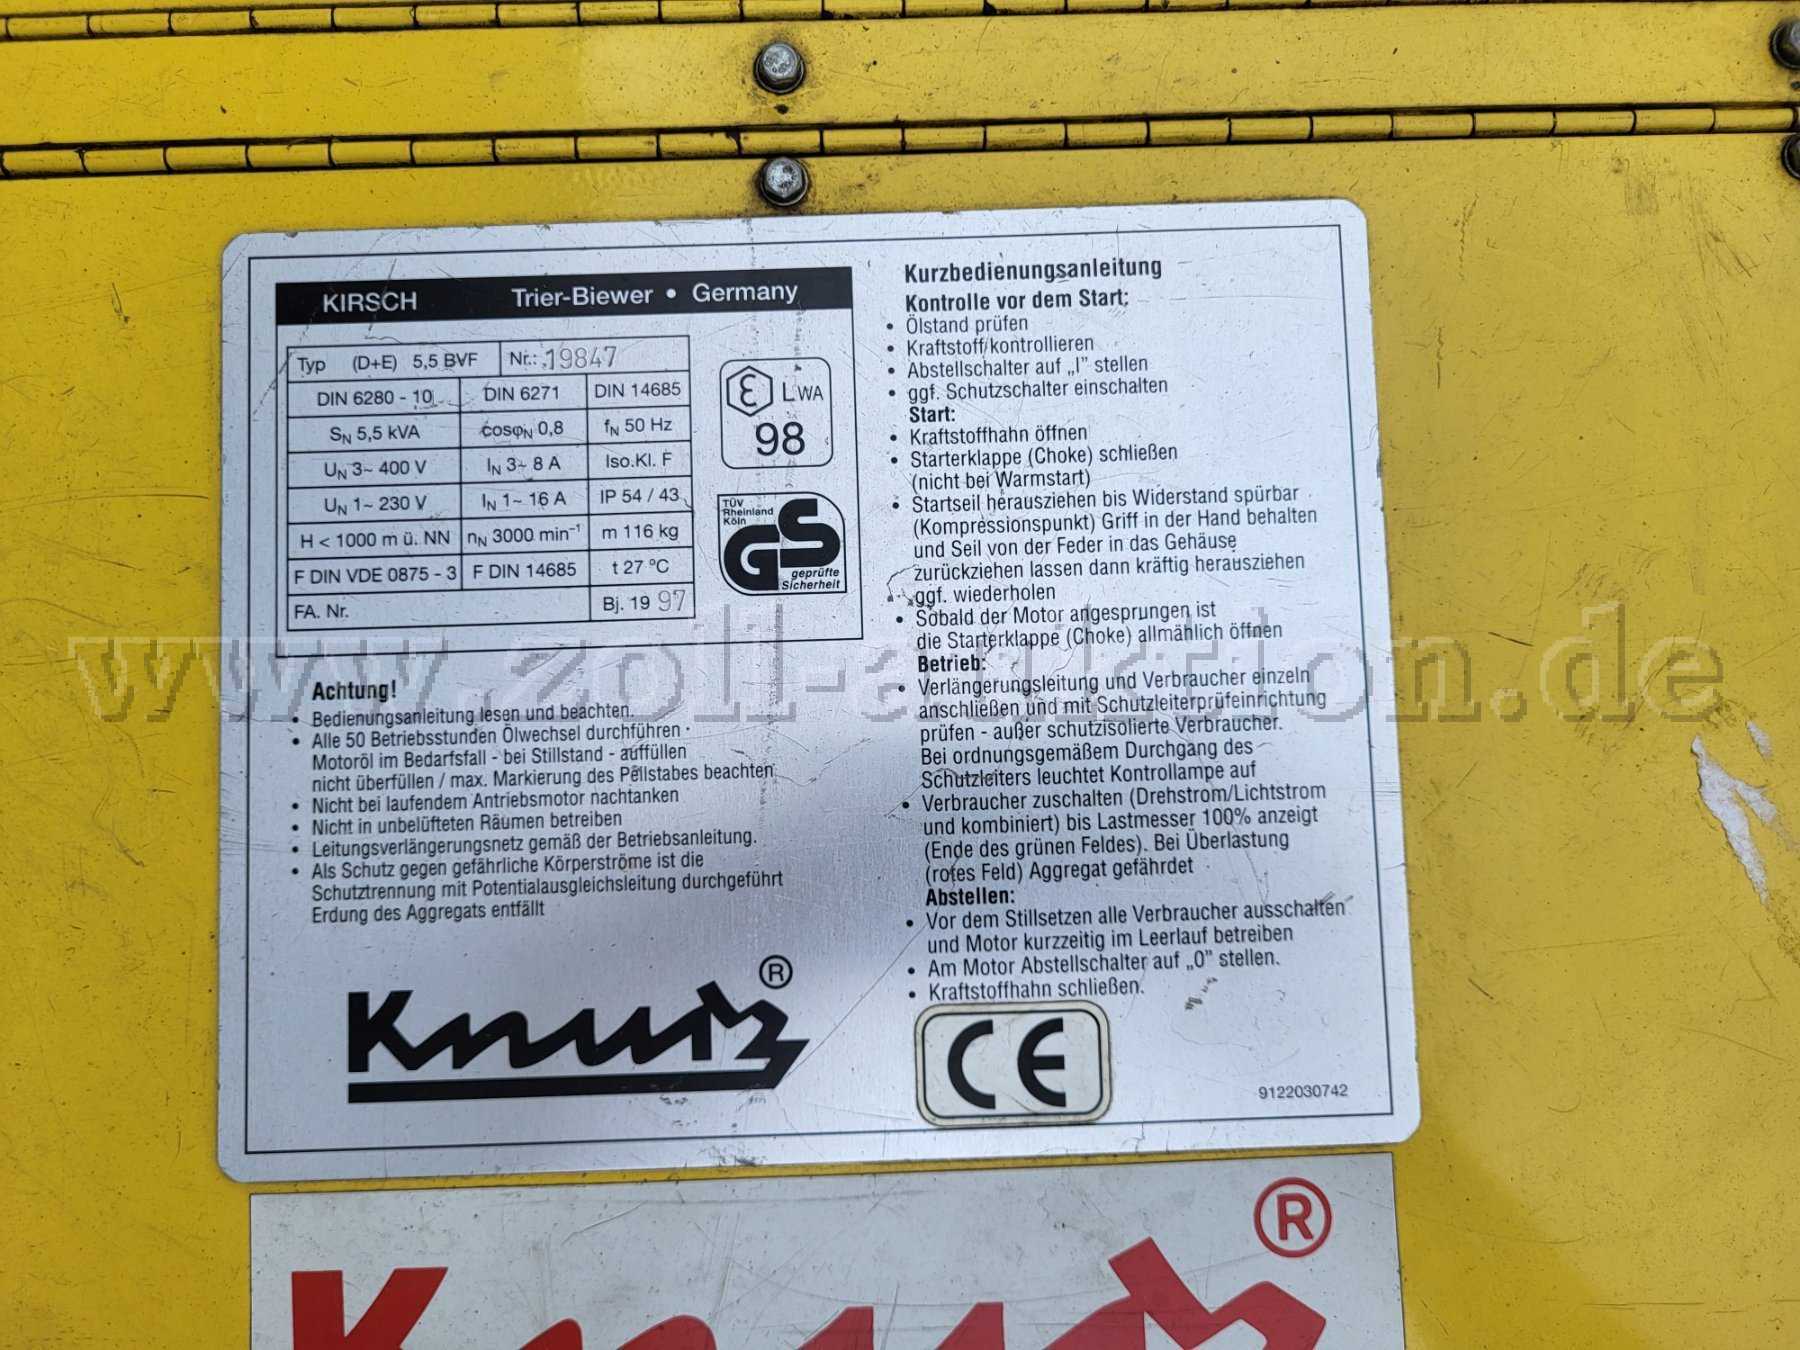 KIRSCH Trier-Biewer • Germany
Typ (D+E) 5,5 BVF Nr.: 19847
DIN 6280 - 10 DIN 6271 DIN 14685
SN 5,5 kVA cosφN 0,8 fN 50 Hz
UN 3~ 400 V IN 3~ 8 A Iso.Kl. F
UN 1~ 230 V IN 1~ 16 A IP 54 / 43
H < 1000 m ü. NN nN 3000 min⁻¹ m 116 kg
F DIN VDE 0875 - 3 F DIN 14685 t 27 °C
FA. Nr. Bj. 19 97
ε LWA
98
TÜV
Rheinland
Köln
GS
geprüfte
Sicherheit
Achtung!
• Bedienungsanleitung lesen und beachten.
• Alle 50 Betriebsstunden Ölwechsel durchführen -
Motoröl im Bedarfsfall - bei Stillstand - auffüllen
nicht überfüllen / max. Markierung des Peilstabes beachten
• Nicht bei laufendem Antriebsmotor nachtanken
• Nicht in unbelüfteten Räumen betreiben
• Leitungsverlängerungsnetz gemäß der Betriebsanleitung.
• Als Schutz gegen gefährliche Körperströme ist die
Schutztrennung mit Potentialausgleichsleitung durchgeführt
Erdung des Aggregats entfällt
Knurz ®
Kurzbedienungsanleitung
Kontrolle vor dem Start:
• Ölstand prüfen
• Kraftstoff kontrollieren
• Abstellschalter auf „I” stellen
• ggf. Schutzschalter einschalten
Start:
• Kraftstoffhahn öffnen
• Starterklappe (Choke) schließen
(nicht bei Warmstart)
• Startseil herausziehen bis Widerstand spürbar
(Kompressionspunkt) Griff in der Hand behalten
und Seil von der Feder in das Gehäuse
zurückziehen lassen dann kräftig herausziehen
ggf. wiederholen
• Sobald der Motor angesprungen ist
die Starterklappe (Choke) allmählich öffnen
Betrieb:
• Verlängerungsleitung und Verbraucher einzeln
anschließen und mit Schutzleiterprüfeinrichtung
prüfen - außer schutzisolierte Verbraucher.
Bei ordnungsgemäßem Durchgang des
Schutzleiters leuchtet Kontrollampe auf
• Verbraucher zuschalten (Drehstrom/Lichtstrom
und kombiniert) bis Lastmesser 100% anzeigt
(Ende des grünen Feldes). Bei Überlastung
(rotes Feld) Aggregat gefährdet
Abstellen:
• Vor dem Stillsetzen alle Verbraucher ausschalten
und Motor kurzzeitig im Leerlauf betreiben
• Am Motor Abstellschalter auf „0” stellen.
• Kraftstoffhahn schließen.
CE
9122030742
Knurz ®
www.zoll-auktion.de